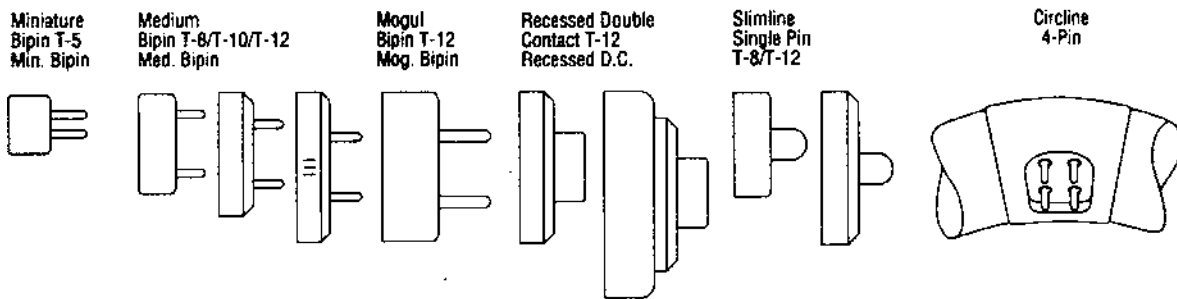 Miniature
Bipin T-5
Min. Bipin
Medium
Bipin T-8/T-10/T-12
Med. Bipin
Mogul
Bipin T-12
Mog. Bipin
Recessed Double
Contact T-12
Recessed D.C.
Slimline
Single Pin
T-8/T-12
Circline
4-Pin